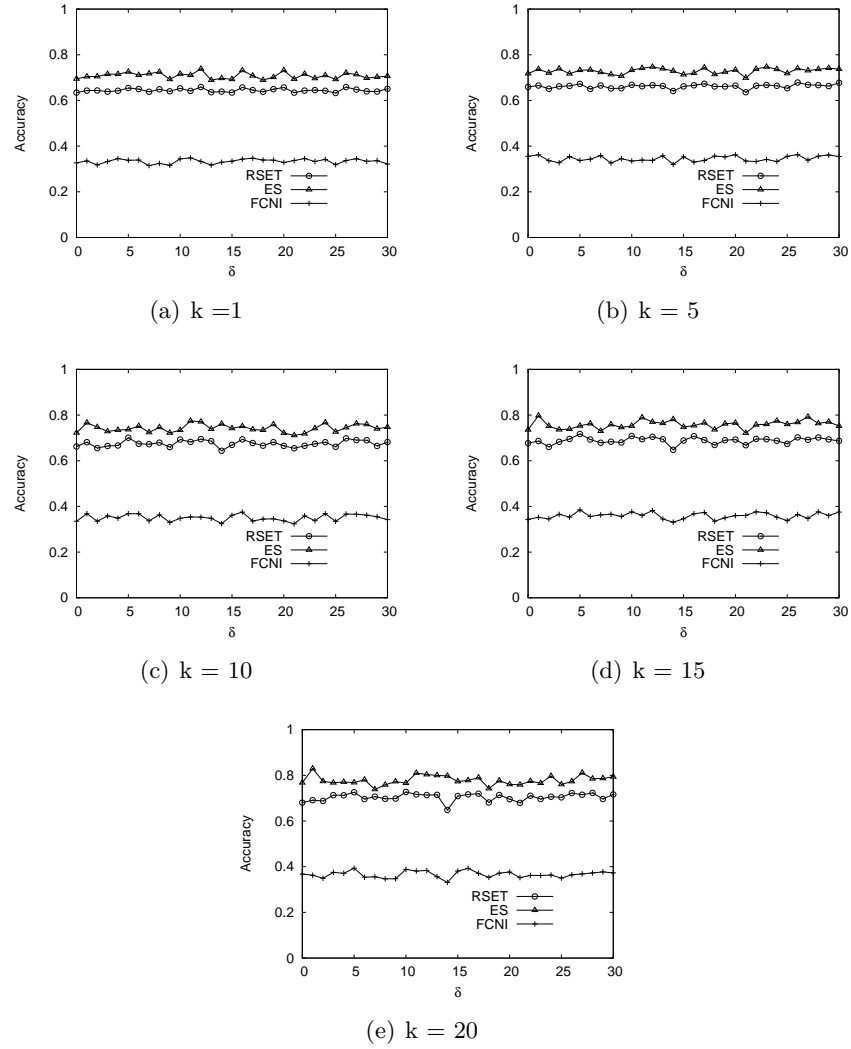 1
0.8
0.6
0.4
0.2
0
Accuracy
RSET
ES
FCNI
0 5 10 15 20 25 30
δ
(a) k =1
1
0.8
0.6
0.4
0.2
0
Accuracy
RSET
ES
FCNI
0 5 10 15 20 25 30
δ
(b) k = 5
1
0.8
0.6
0.4
0.2
0
Accuracy
RSET
ES
FCNI
0 5 10 15 20 25 30
δ
(c) k = 10
1
0.8
0.6
0.4
0.2
0
Accuracy
RSET
ES
FCNI
0 5 10 15 20 25 30
δ
(d) k = 15
1
0.8
0.6
0.4
0.2
0
Accuracy
RSET
ES
FCNI
0 5 10 15 20 25 30
δ
(e) k = 20